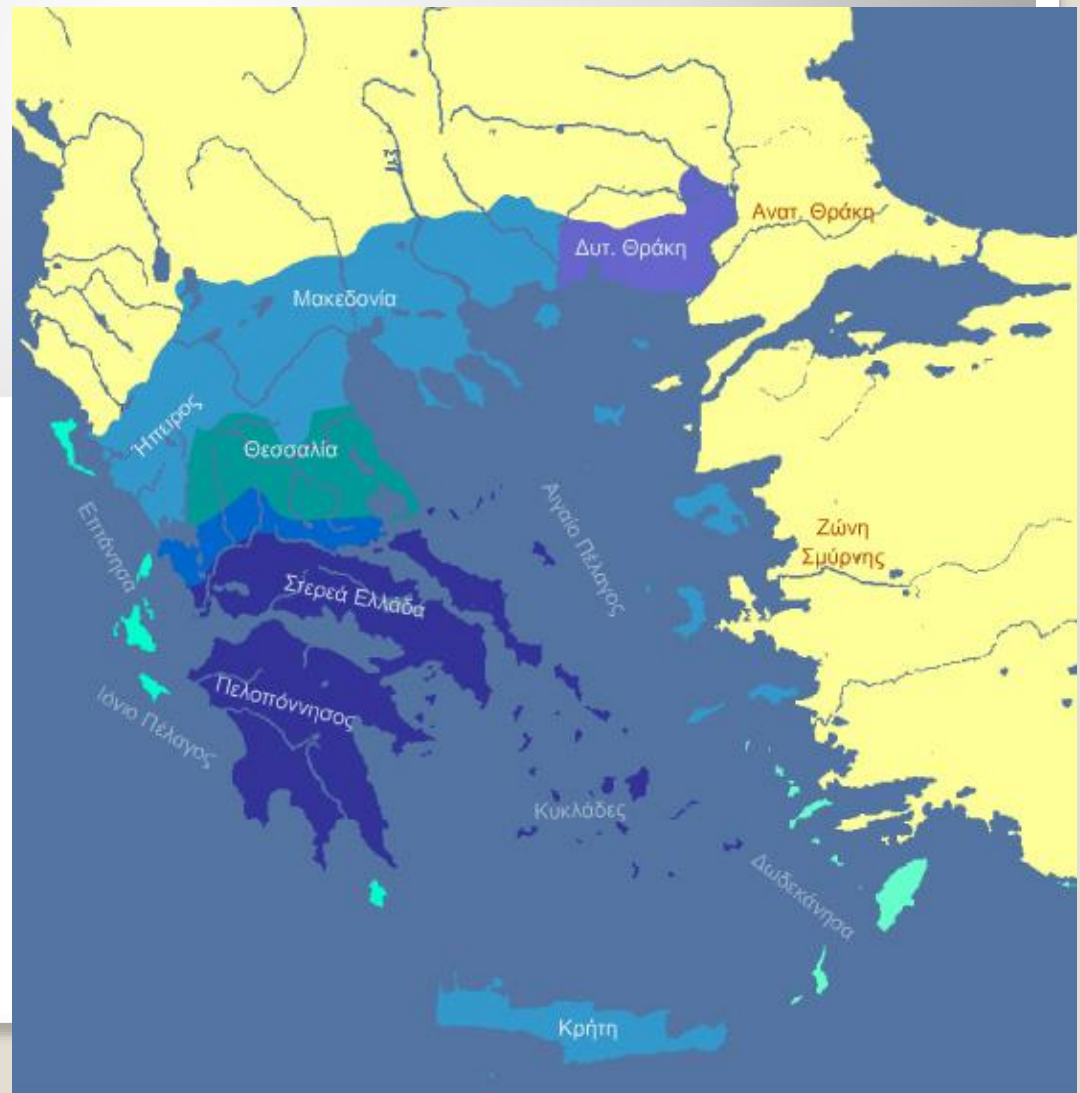 Στρ
Ανατ. Θράκη
Δυτ. Θράκη
Μακεδονία
Ήπειρος
Θεσσαλία
Αιγαίο Πέλαγος
Επτάνησα
Ζώνη
Σμύρνης
Στερεά Ελλάδα
Πελοπόννησος
Ιόνιο Πέλαγος
Κυκλάδες
Δωδεκάνησα
Κρήτη